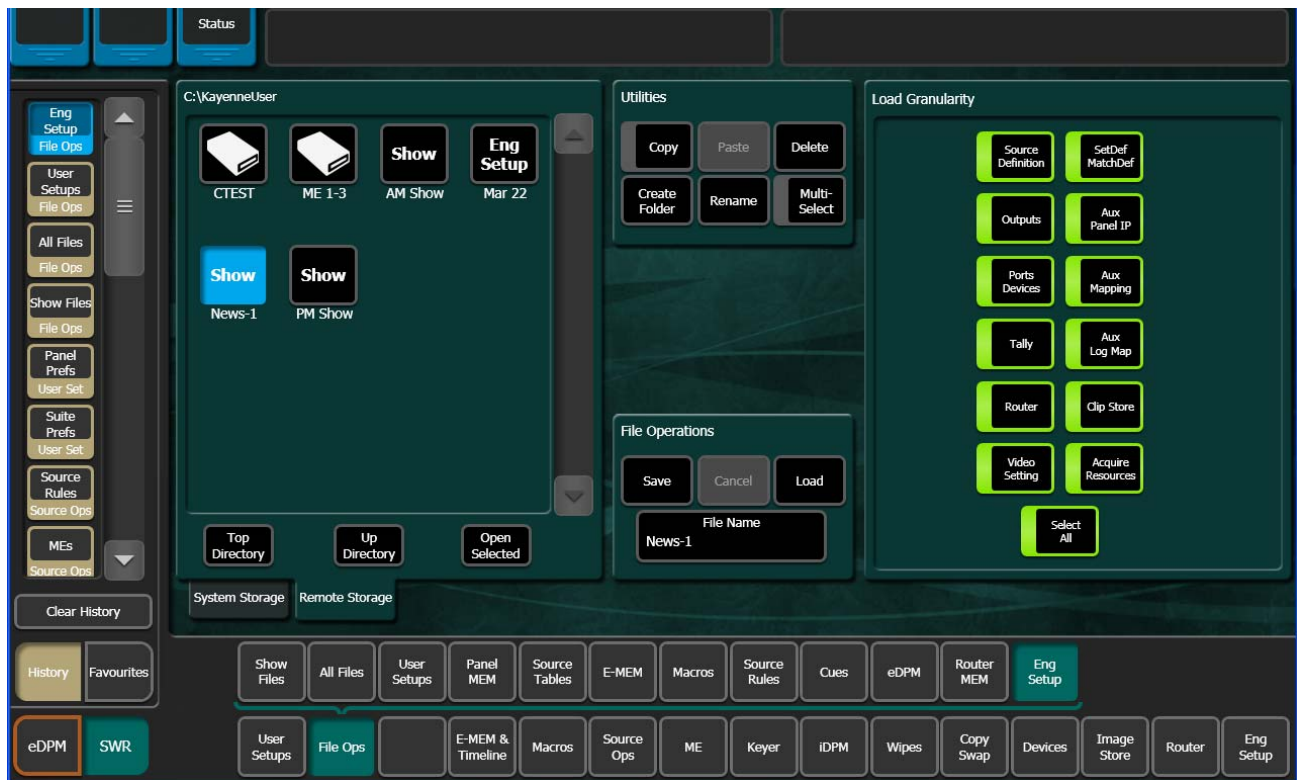 Status
Eng
Setup
File Ops
User
Setups
File Ops
All Files
File Ops
Show Files
File Ops
Panel
Prefs
User Set
Suite
Prefs
User Set
Source
Rules
Source Ops
MEs
Source Ops
Clear History
History
Favourites
C:\KayenneUser
CTEST
ME 1-3
Show
AM Show
Eng
Setup
Mar 22
Show
News-1
Show
PM Show
Top
Directory
Up
Directory
Open
Selected
System Storage
Remote Storage
Utilities
Copy
Paste
Delete
Create
Folder
Rename
Multi-
Select
File Operations
Save
Cancel
Load
File Name
News-1
Load Granularity
Source
Definition
SetDef
MatchDef
Outputs
Aux
Panel IP
Ports
Devices
Aux
Mapping
Tally
Aux
Log Map
Router
Clip Store
Video
Setting
Acquire
Resources
Select
All
Show
Files
All Files
User
Setups
Panel
MEM
Source
Tables
E-MEM
Macros
Source
Rules
Cues
eDPM
Router
MEM
Eng
Setup
eDPM
SWR
User
Setups
File Ops
E-MEM &
Timeline
Macros
Source
Ops
ME
Keyer
iDPM
Wipes
Copy
Swap
Devices
Image
Store
Router
Eng
Setup